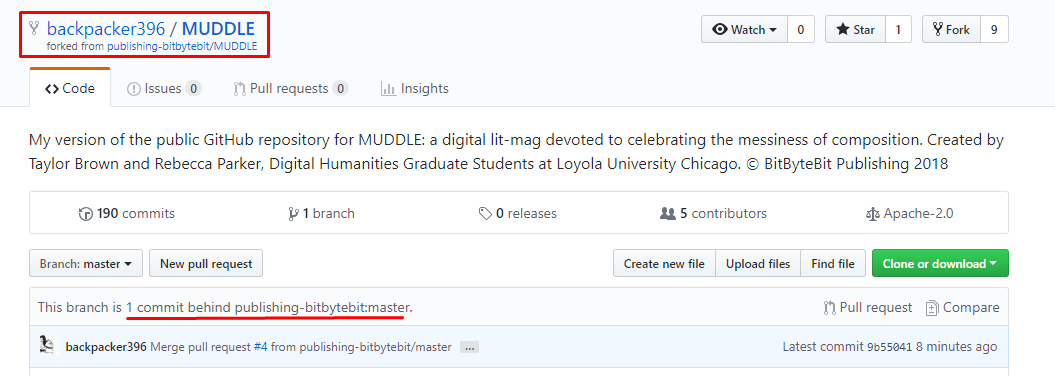 backpacker396 / MUDDLE
forked from publishing-bitbytebit/MUDDLE
Watch 0 Star 1 Fork 9
Code Issues 0 Pull requests 0 Insights
My version of the public GitHub repository for MUDDLE: a digital lit-mag devoted to celebrating the messiness of composition. Created by
Taylor Brown and Rebecca Parker, Digital Humanities Graduate Students at Loyola University Chicago. © BitByteBit Publishing 2018
190 commits 1 branch 0 releases 5 contributors Apache-2.0
Branch: master New pull request Create new file Upload files Find file Clone or download
This branch is 1 commit behind publishing-bitbytebit:master. Pull request Compare
backpacker396 Merge pull request #4 from publishing-bitbytebit/master ... Latest commit 9b55041 8 minutes ago